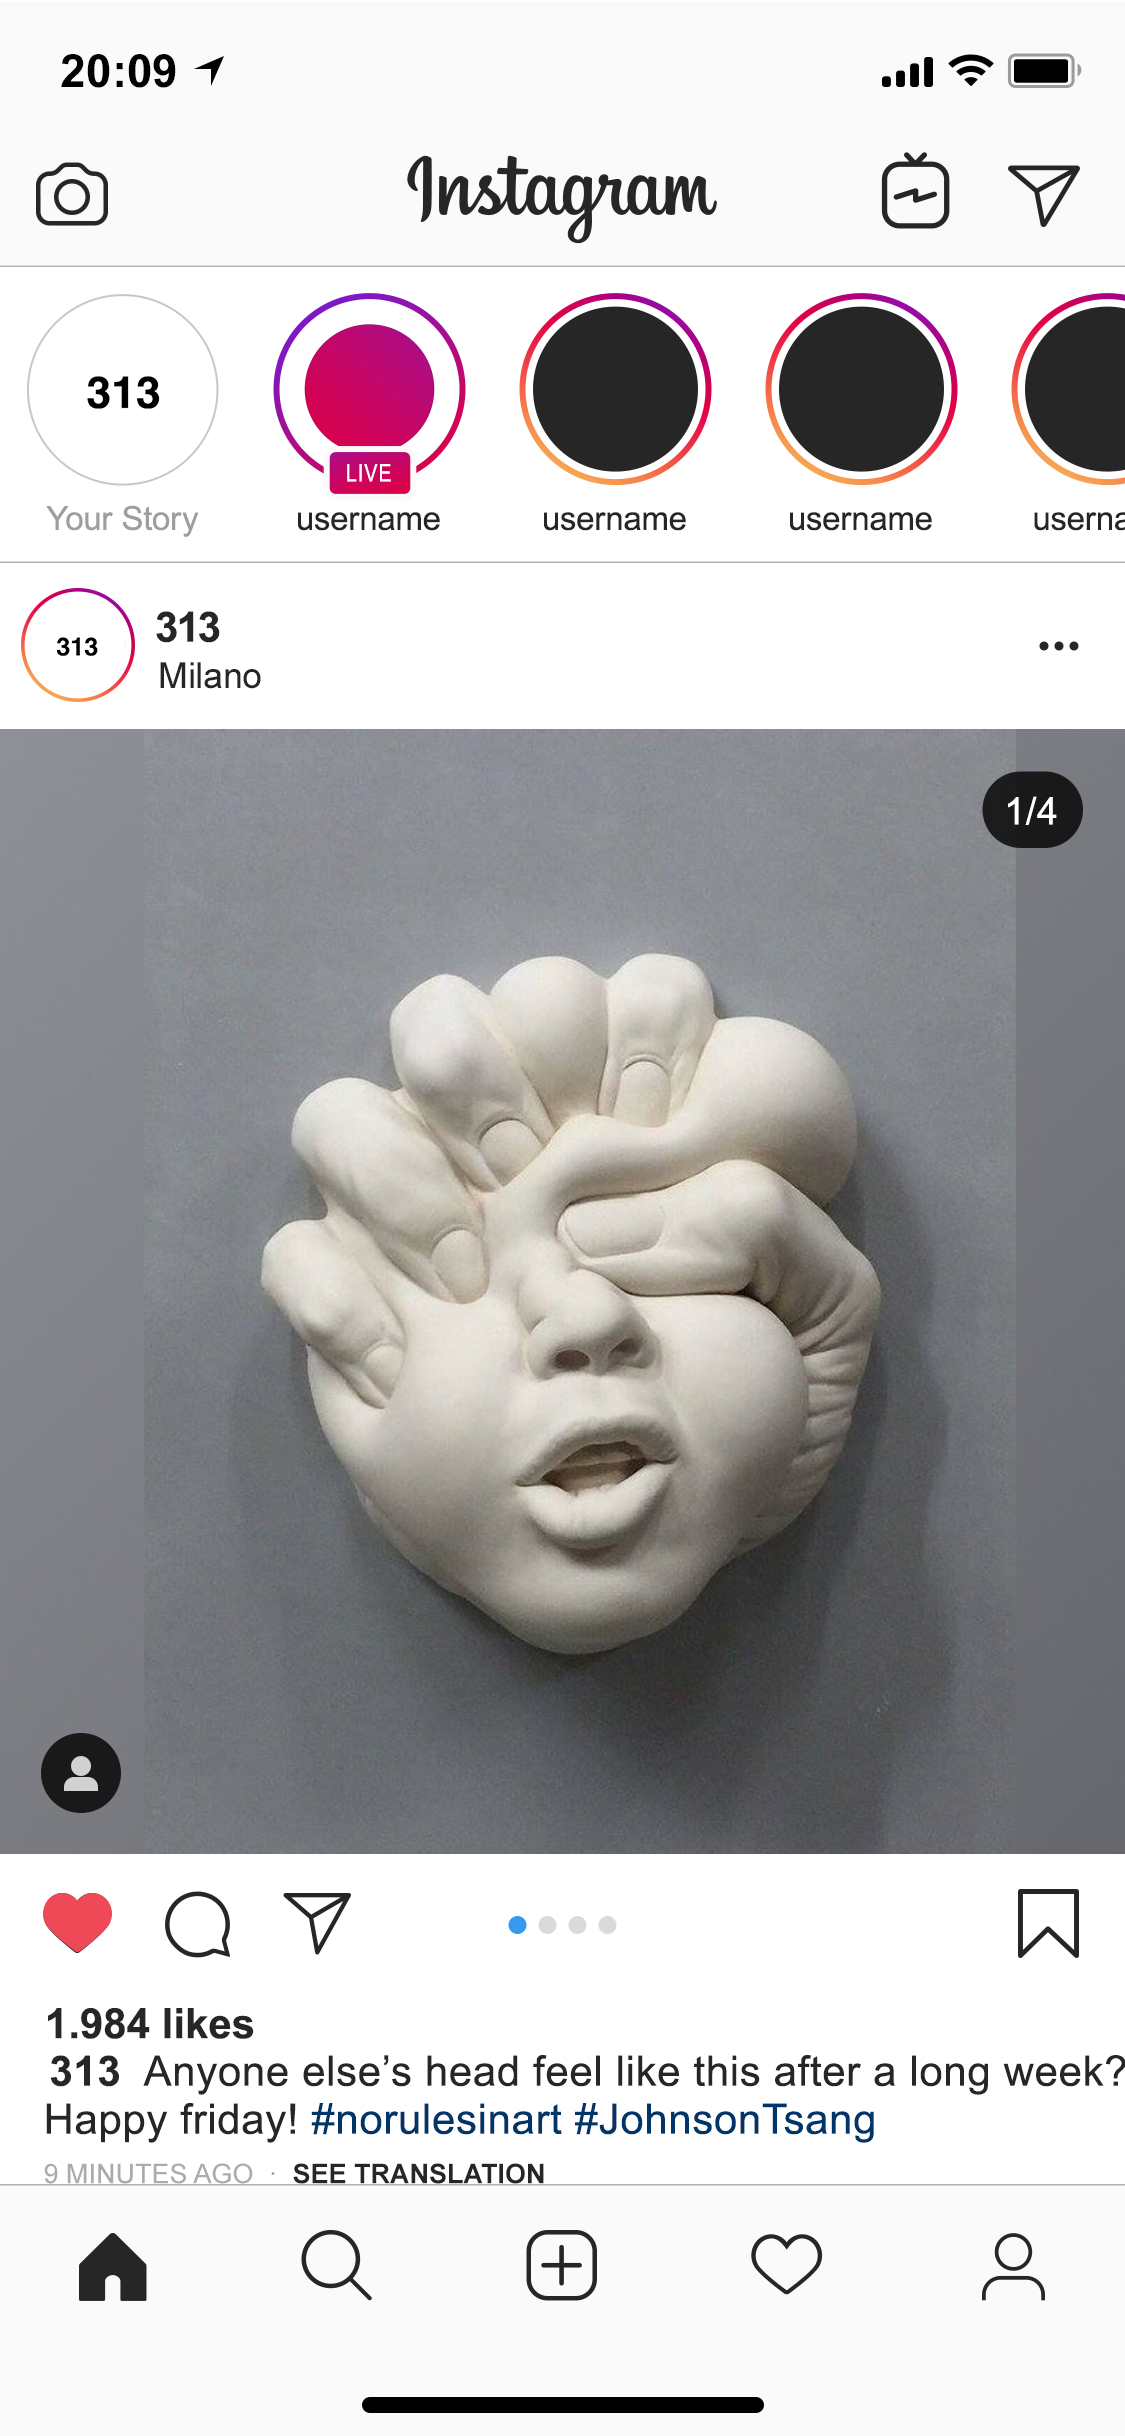 20:09
Instagram
313
LIVE
Your Story
username
username
username
userna
313
313
Milano
1/4
1.984 likes
313 Anyone else’s head feel like this after a long week?
Happy friday! #norulesinart #JohnsonTsang
9 MINUTES AGO · SEE TRANSLATION